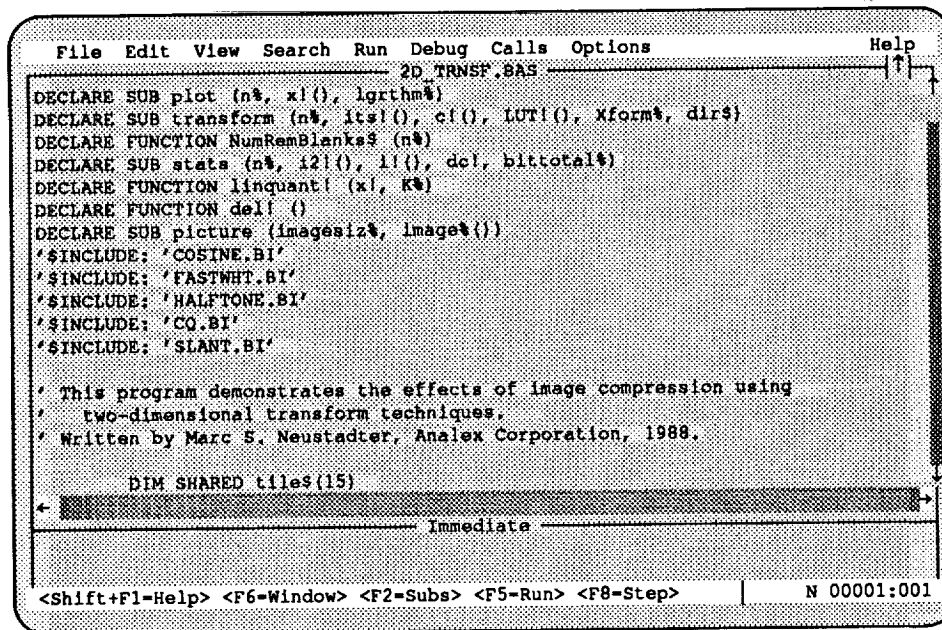 File Edit View Search Run Debug Calls Options Help
2D_TRNSF.BAS
DECLARE SUB plot (n%, x!(), lgrthm%)
DECLARE SUB transform (n%, its!(), c!(), LUT!(), Xform%, dir$)
DECLARE FUNCTION NumRemBlanks$ (n%)
DECLARE SUB stats (n%, i2!(), i!(), dc!, bittotal%)
DECLARE FUNCTION linquant! (x!, K%)
DECLARE FUNCTION del! ()
DECLARE SUB picture (imagesiz%, image%())
'$INCLUDE: 'COSINE.BI'
'$INCLUDE: 'FASTWHT.BI'
'$INCLUDE: 'HALFTONE.BI'
'$INCLUDE: 'CQ.BI'
'$INCLUDE: 'SLANT.BI'
' This program demonstrates the effects of image compression using
' two-dimensional transform techniques.
' Written by Marc S. Neustadter, Analex Corporation, 1988.
DIM SHARED tile$(15)
Immediate
<Shift+F1=Help> <F6=Window> <F2=Subs> <F5=Run> <F8=Step> N 00001:001